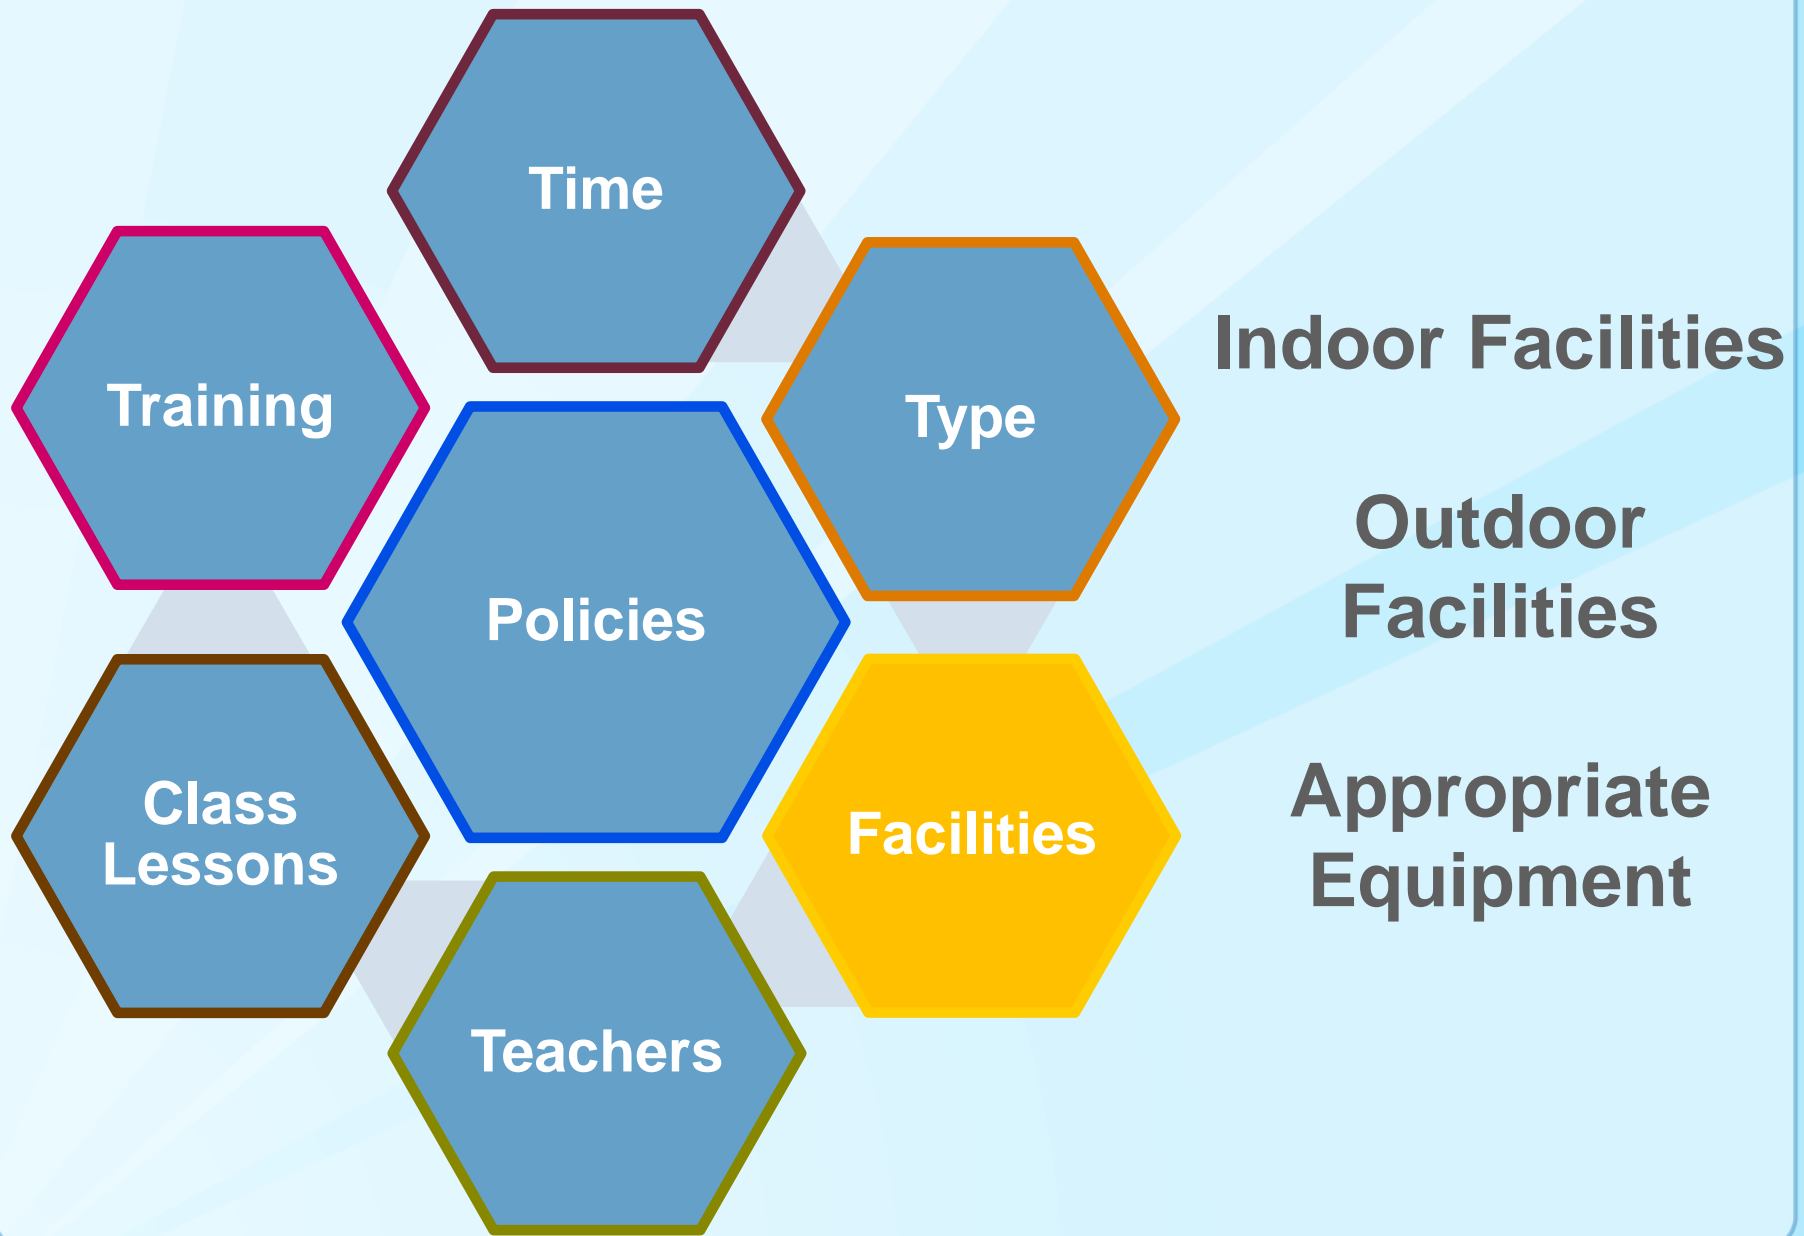 Time
Training
Type
Policies
Class
Lessons
Facilities
Teachers
Indoor Facilities
Outdoor
Facilities
Appropriate
Equipment